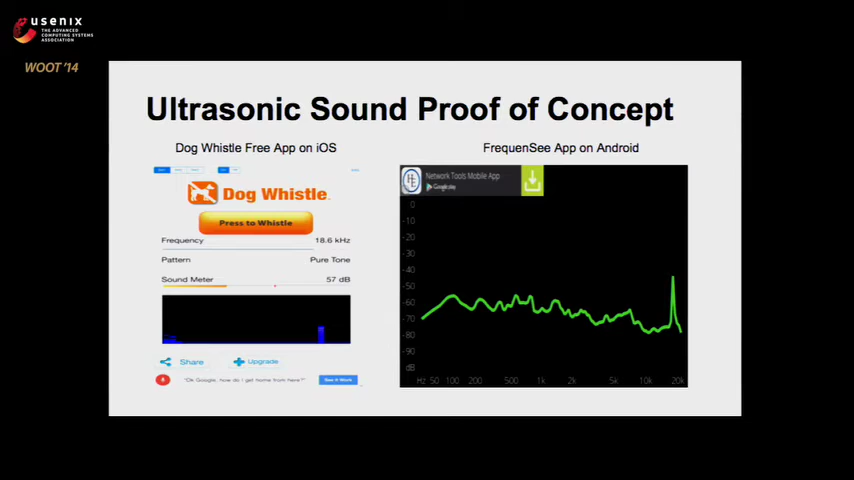 usenix
THE ADVANCED
COMPUTING SYSTEMS
ASSOCIATION
WOOT '14
Ultrasonic Sound Proof of Concept
Dog Whistle Free App on iOS
FrequenSee App on Android
Dog Whistle
Press to Whistle
Frequency 18.6 kHz
Pattern Pure Tone
Sound Meter 57 dB
Share Upgrade
"Ok Google, how do I get home from here?" See It Work
Network Tools Mobile App
Google play
0
-10
-20
-30
-40
-50
-60
-70
-80
-90
dB
Hz 50 100 200 500 1k 2k 5k 10k 20k